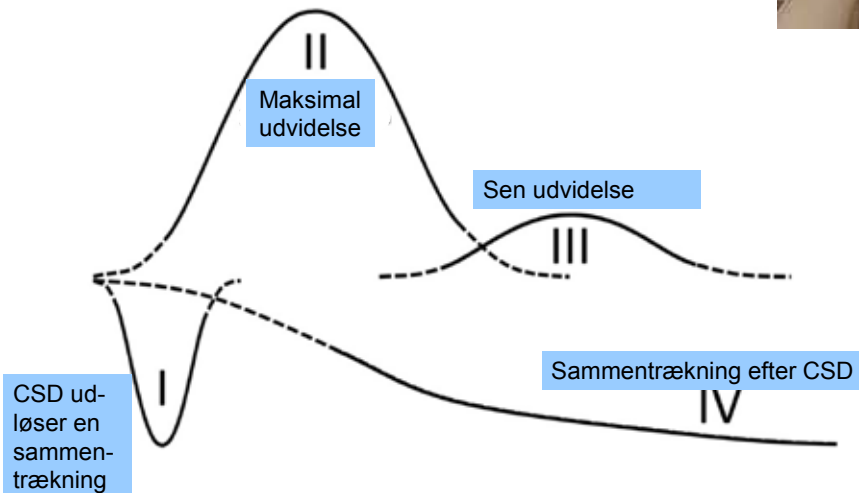 II
Maksimal
udvidelse
Sen udvidelse
III
I
CSD ud-
løser en
sammen-
trækning
Sammentrækning efter CSD
IV